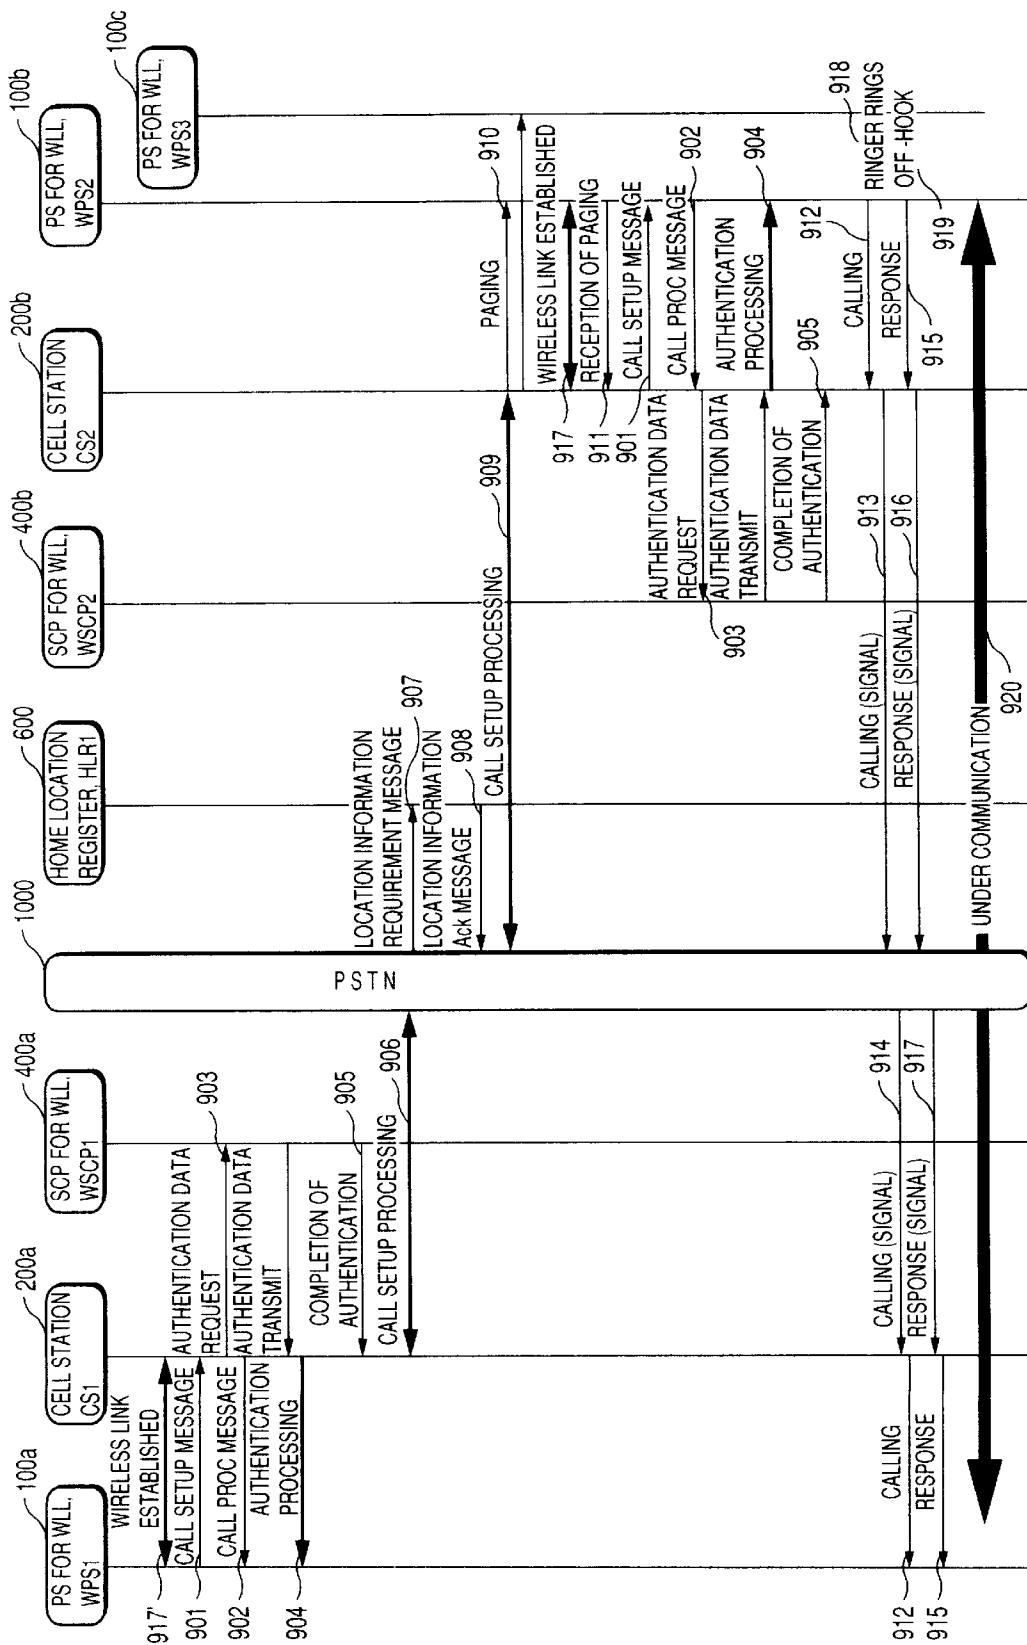 100a
PS FOR WLL,
WPS1
200a
CELL STATION
CS1
400a
SCP FOR WLL,
WSCP1
1000
PSTN
600
HOME LOCATION
REGISTER, HLR1
400b
SCP FOR WLL,
WSCP2
200b
CELL STATION
CS2
100b
PS FOR WLL,
WPS2
100c
PS FOR WLL,
WPS3
WIRELESS LINK
ESTABLISHED
917'
CALL SETUP MESSAGE
901
CALL PROC MESSAGE
902
AUTHENTICATION
PROCESSING
904
AUTHENTICATION DATA
REQUEST
903
AUTHENTICATION DATA
TRANSMIT
COMPLETION OF
AUTHENTICATION
905
CALL SETUP PROCESSING
906
LOCATION INFORMATION
REQUIREMENT MESSAGE
907
LOCATION INFORMATION
Ack MESSAGE
908
CALL SETUP PROCESSING
909
PAGING
910
WIRELESS LINK ESTABLISHED
917
RECEPTION OF PAGING
911
CALL SETUP MESSAGE
901
CALL PROC MESSAGE
902
AUTHENTICATION DATA
REQUEST
903
AUTHENTICATION DATA
TRANSMIT
AUTHENTICATION
PROCESSING
904
COMPLETION OF
AUTHENTICATION
905
918
RINGER RINGS
OFF-HOOK
919
CALLING
912
RESPONSE
915
CALLING (SIGNAL)
913
RESPONSE (SIGNAL)
916
CALLING (SIGNAL)
914
RESPONSE (SIGNAL)
917
CALLING
912
RESPONSE
915
UNDER COMMUNICATION
920